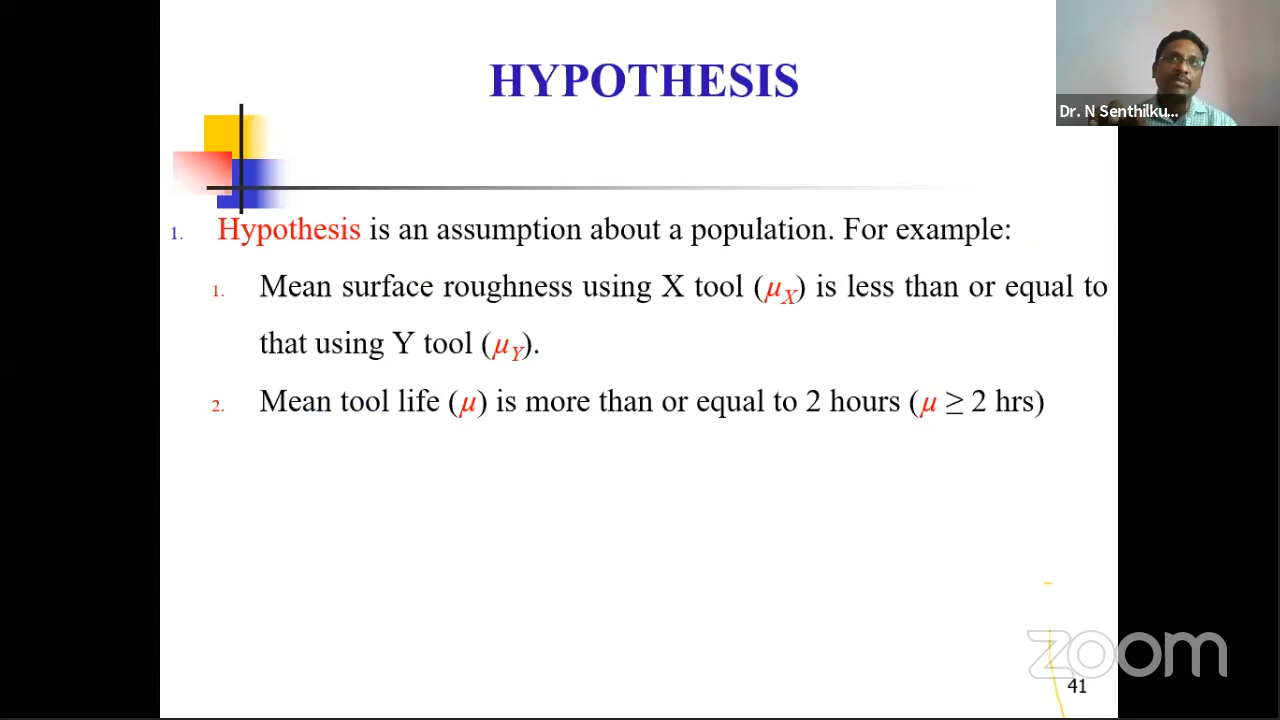 HYPOTHESIS
Dr. N Senthilku...
1. Hypothesis is an assumption about a population. For example:
1. Mean surface roughness using X tool (μX) is less than or equal to
that using Y tool (μY).
2. Mean tool life (μ) is more than or equal to 2 hours (μ ≥ 2 hrs)
zoom
41